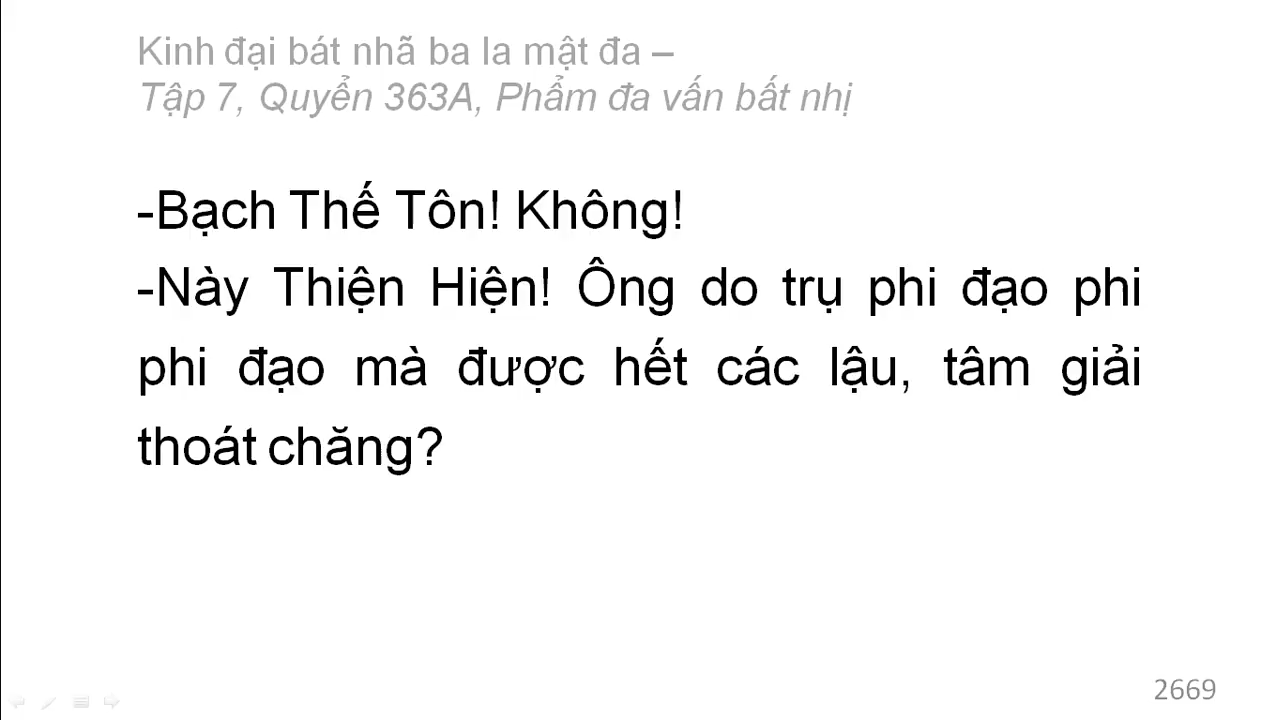 Kinh đại bát nhã ba la mật đa –
Tập 7, Quyển 363A, Phẩm đa vấn bất nhị
-Bạch Thế Tôn! Không!
-Này Thiện Hiện! Ông do trụ phi đạo phi
phi đạo mà được hết các lậu, tâm giải
thoát chăng?
2669